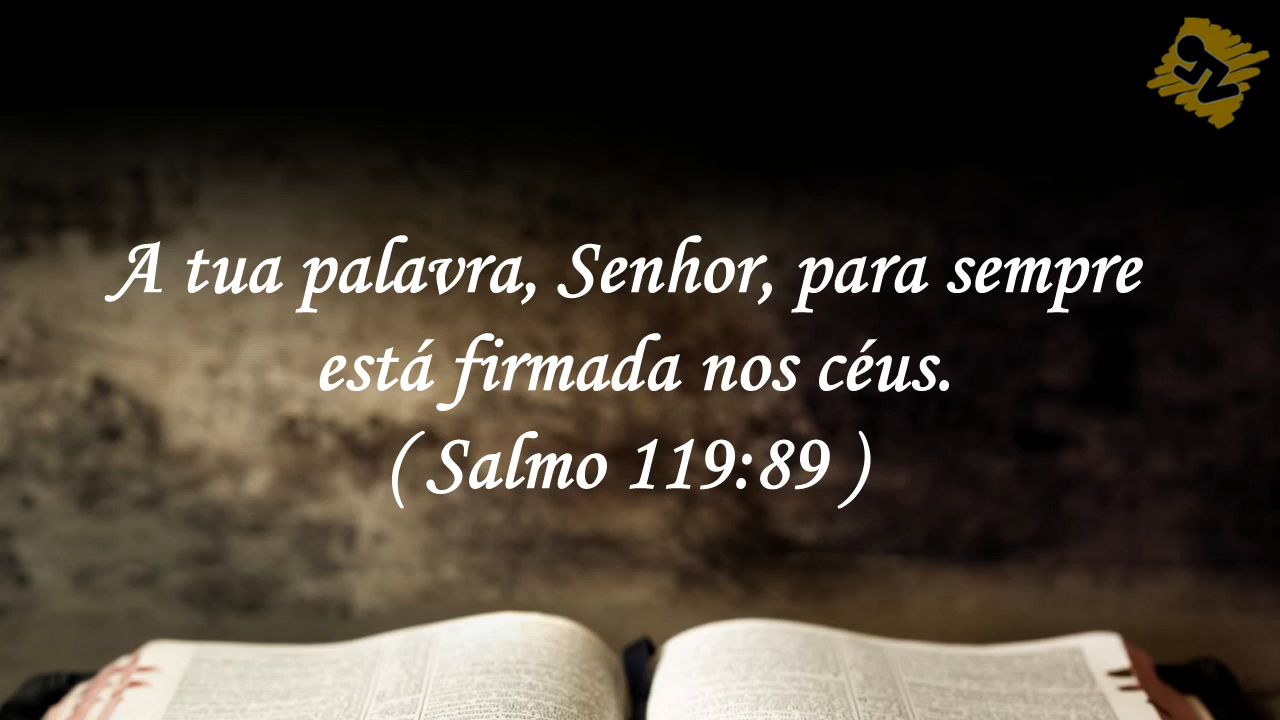 A tua palavra, Senhor, para sempre
está firmada nos céus.
( Salmo 119:89 )